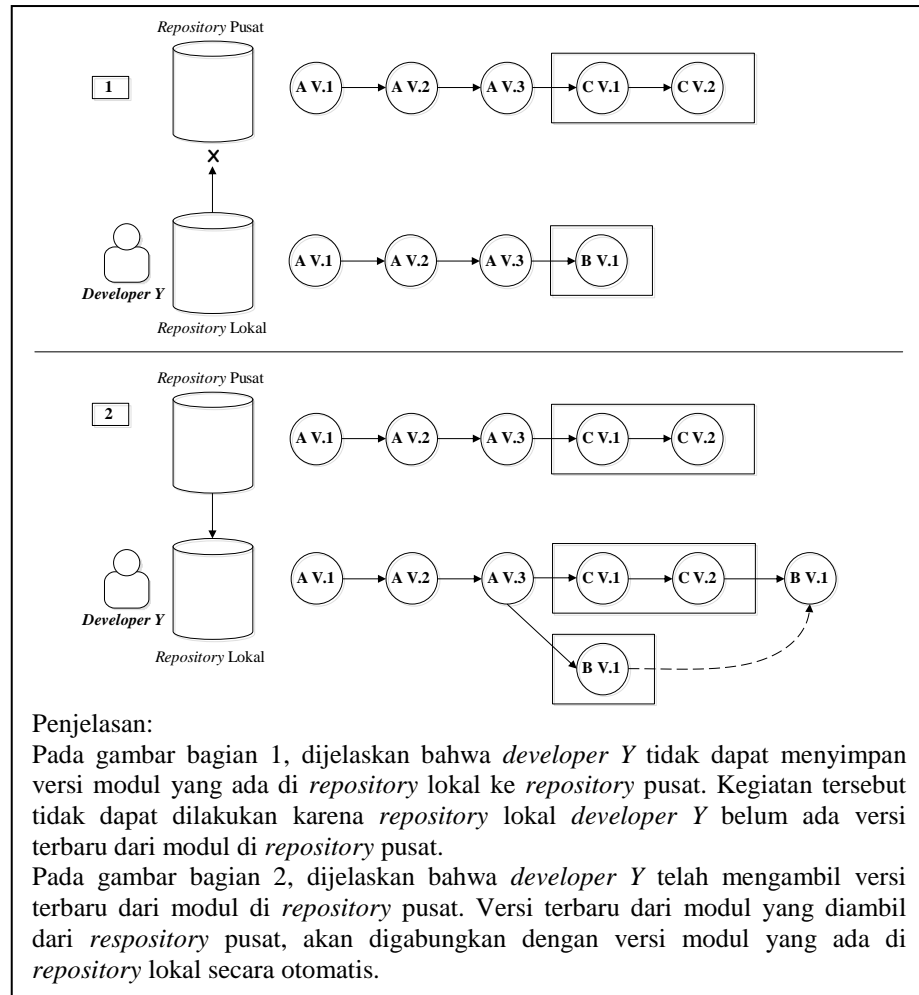 Repository Pusat
1
A V.1 A V.2 A V.3 C V.1 C V.2
X
A V.1 A V.2 A V.3 B V.1
Developer Y
Repository Lokal
Repository Pusat
2
A V.1 A V.2 A V.3 C V.1 C V.2
A V.1 A V.2 A V.3 C V.1 C V.2 B V.1
Developer Y
Repository Lokal
B V.1
Penjelasan:
Pada gambar bagian 1, dijelaskan bahwa developer Y tidak dapat menyimpan
versi modul yang ada di repository lokal ke repository pusat. Kegiatan tersebut
tidak dapat dilakukan karena repository lokal developer Y belum ada versi
terbaru dari modul di repository pusat.
Pada gambar bagian 2, dijelaskan bahwa developer Y telah mengambil versi
terbaru dari modul di repository pusat. Versi terbaru dari modul yang diambil
dari respository pusat, akan digabungkan dengan versi modul yang ada di
repository lokal secara otomatis.